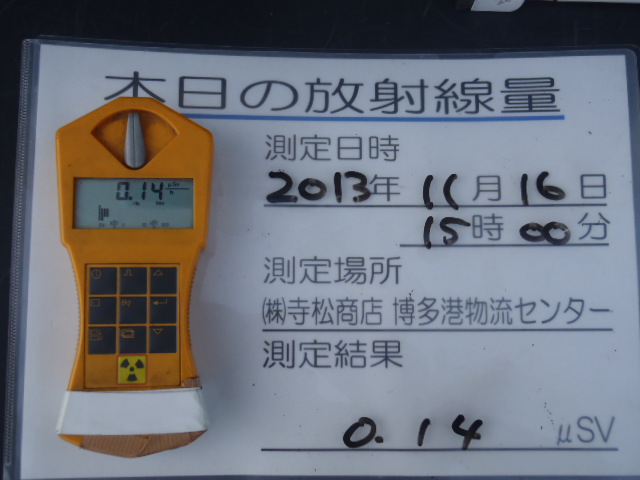 本日の放射線量
測定日時
2013年 11月 16日
15時 00分
測定場所
㈱寺松商店 博多港物流センター
測定結果
0.14 μSV
0.14 μSv
h